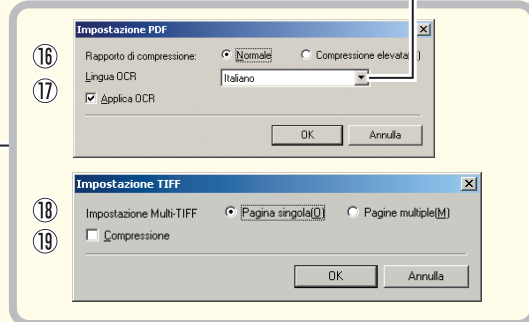 Impostazione PDF
⑯ Rapporto di compressione: Normale Compressione elevata
⑰ Lingua OCR Italiano
Applica OCR
OK Annulla
Impostazione TIFF
⑱ Impostazione Multi-TIFF Pagina singola(O) Pagine multiple(M)
⑲ Compressione
OK Annulla